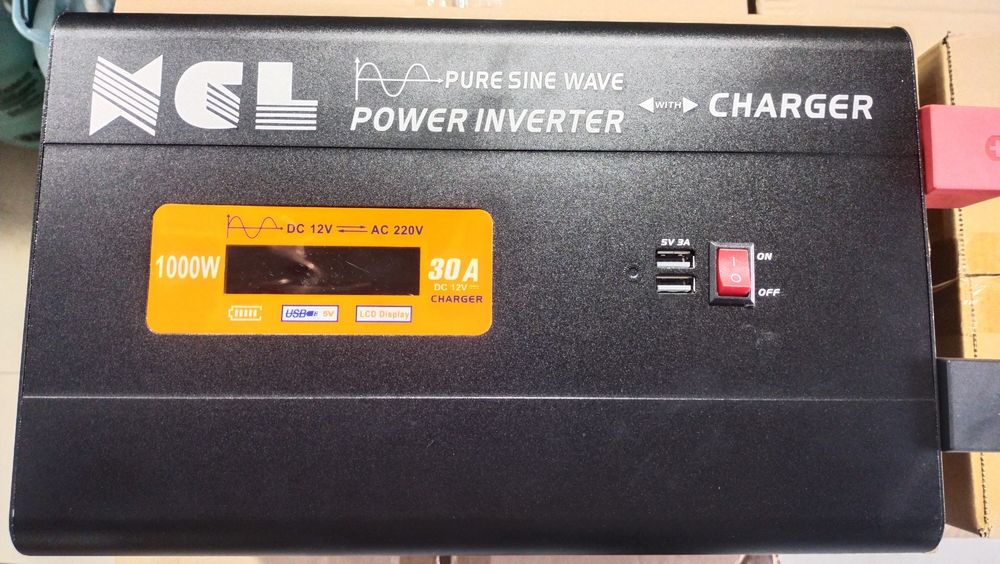 XCL
PURE SINE WAVE
POWER INVERTER
WITH
CHARGER
DC 12V AC 220V
1000W
30A
DC 12V
CHARGER
USB 5V
LCD Display
5V 3A
ON
OFF